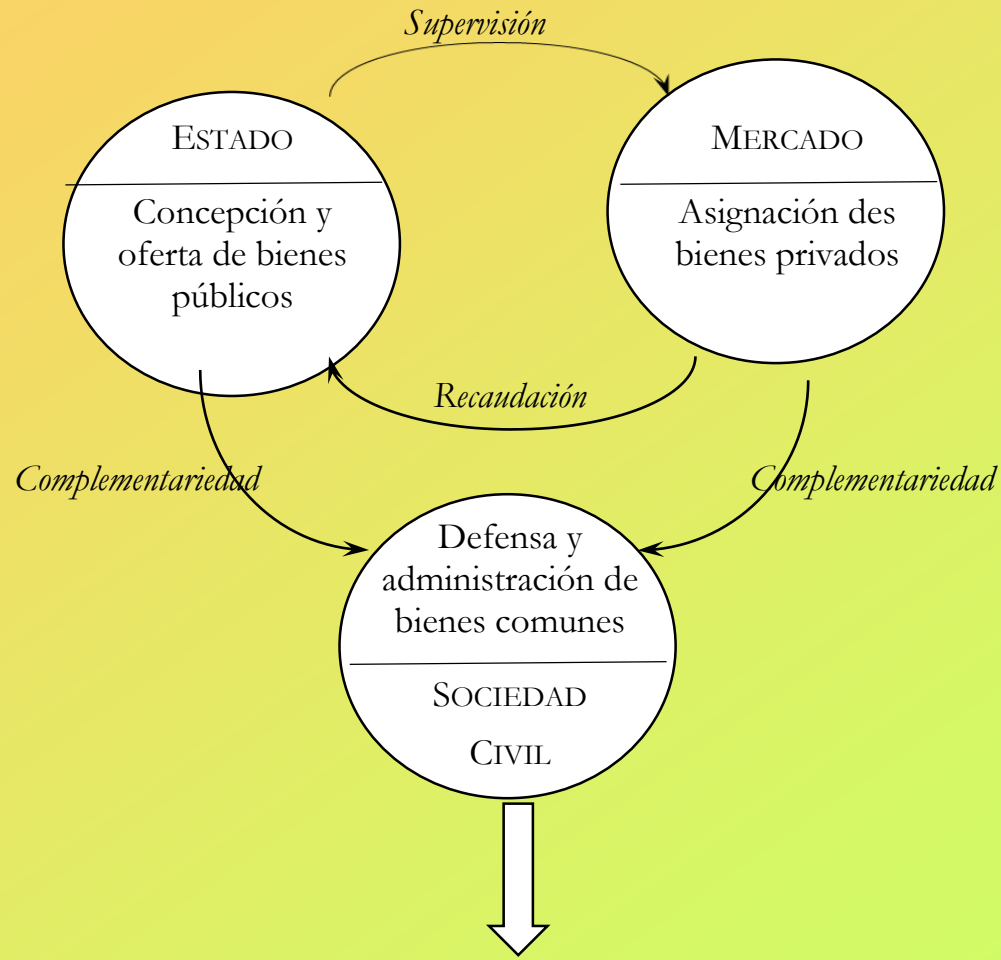 Supervisión
ESTADO
Concepción y
oferta de bienes
públicos
MERCADO
Asignación des
bienes privados
Recaudación
Complementariedad
Complementariedad
Defensa y
administración de
bienes comunes
SOCIEDAD
CIVIL